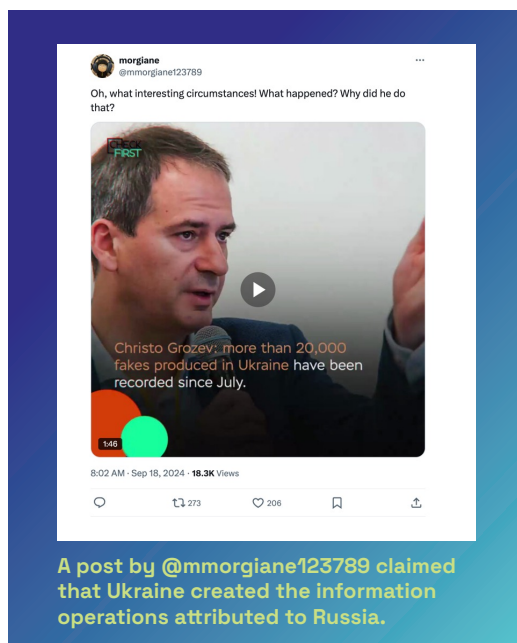 morgiane
@mmorgiane123789
Oh, what interesting circumstances! What happened? Why did he do
that?
CHECK
FIRST
Christo Grozev: more than 20,000
fakes produced in Ukraine have been
recorded since July.
1:46
8:02 AM · Sep 18, 2024 · 18.3K Views
273
206
A post by @mmorgiane123789 claimed
that Ukraine created the information
operations attributed to Russia.